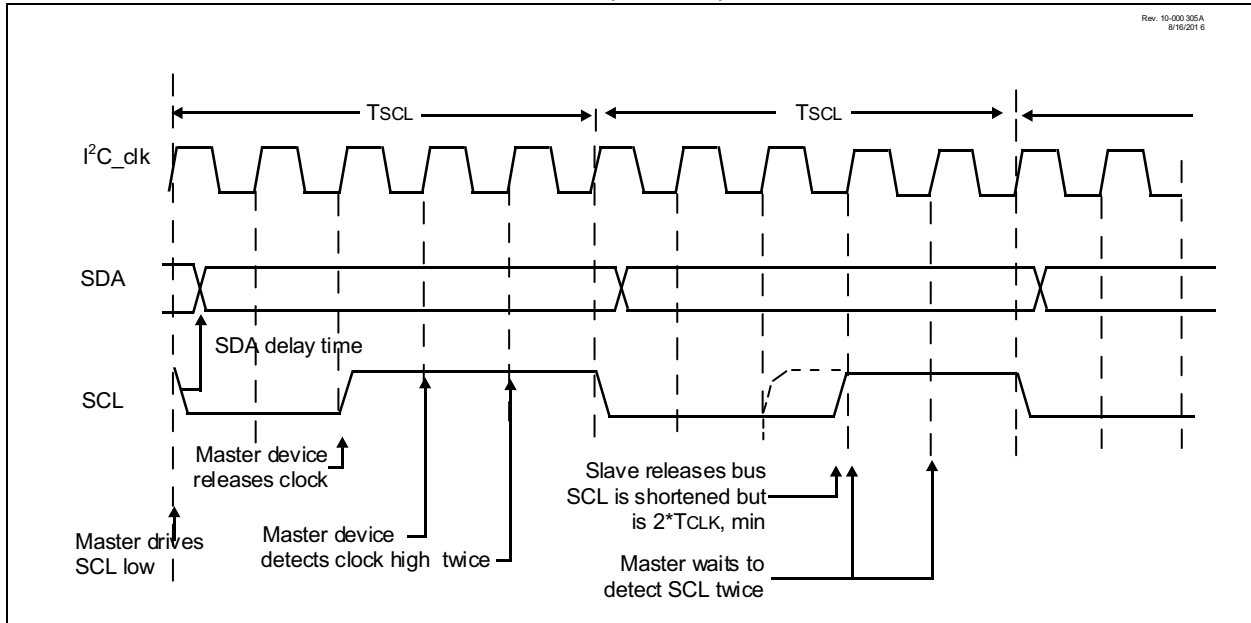 Rev. 10-000 305A
8/16/201 6
TSCL
TSCL
I²C_clk
SDA
SDA delay time
SCL
Master device
releases clock
Slave releases bus
SCL is shortened but
is 2*TCLK, min
Master drives
SCL low
Master device
detects clock high twice
Master waits to
detect SCL twice